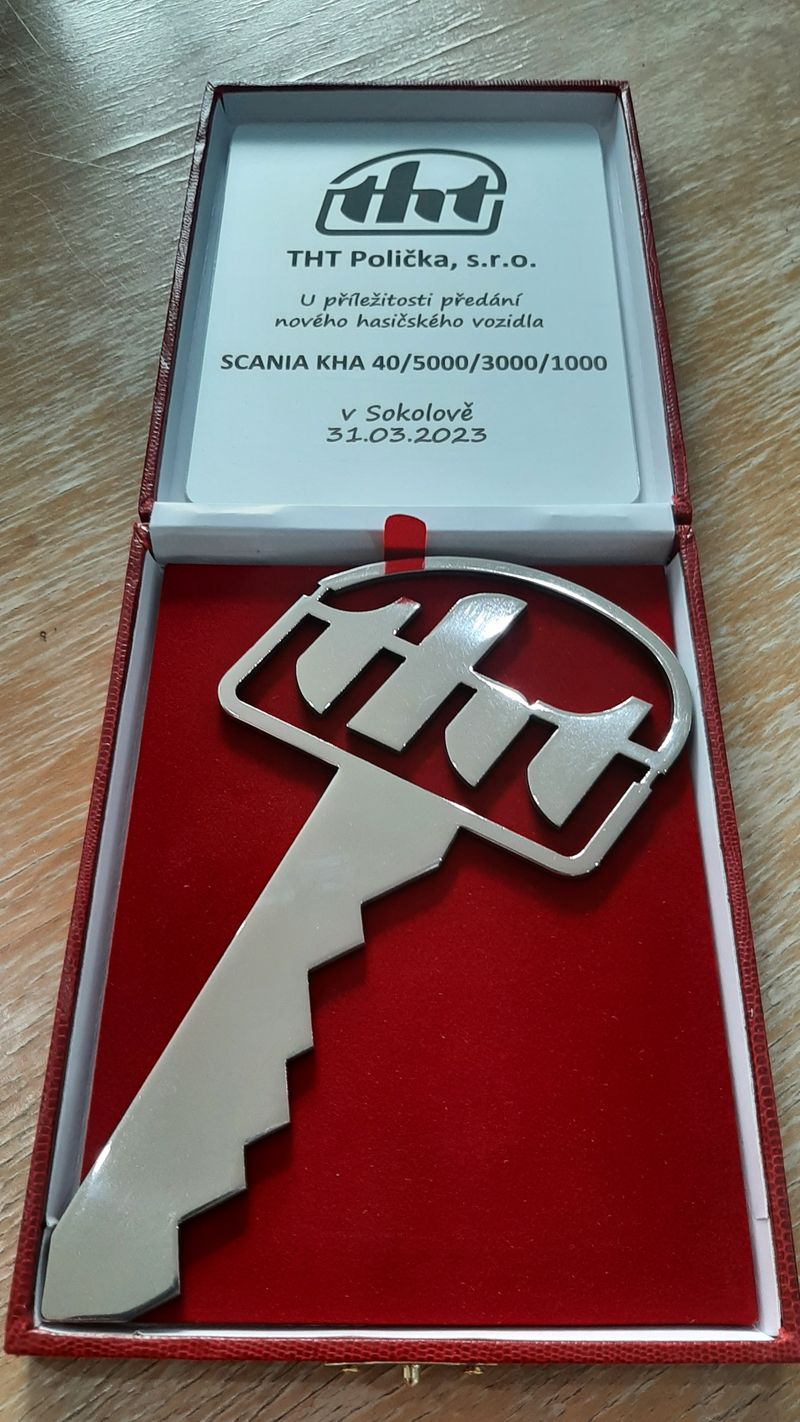 tht
THT Polička, s.r.o.
U příležitosti předání
nového hasičského vozidla
SCANIA KHA 40/5000/3000/1000
v Sokolově
31.03.2023
tht